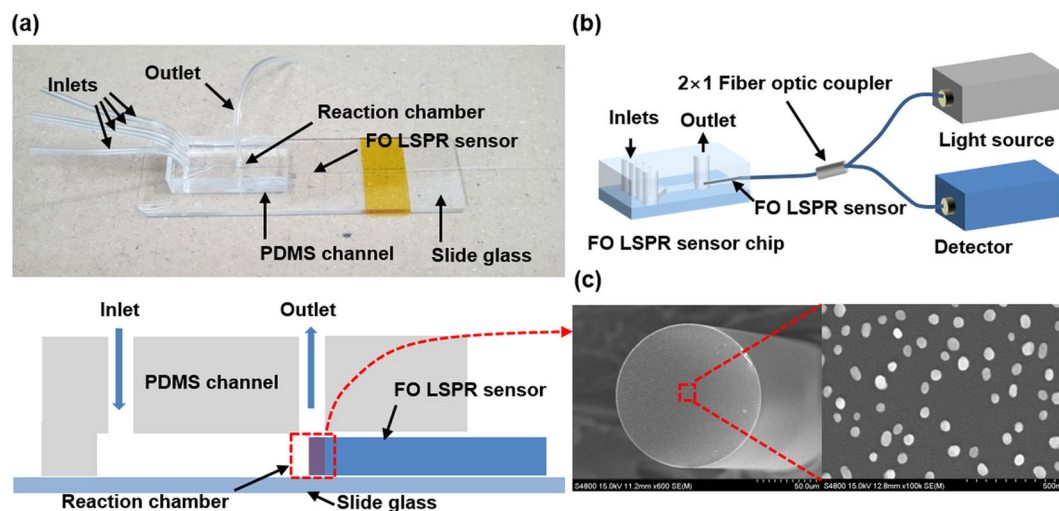 (a)
Inlets
Outlet
Reaction chamber
FO LSPR sensor
PDMS channel
Slide glass
Inlet
Outlet
PDMS channel
FO LSPR sensor
Reaction chamber
Slide glass
(b)
2×1 Fiber optic coupler
Inlets
Outlet
Light source
FO LSPR sensor
FO LSPR sensor chip
Detector
(c)
S4800 15.0kV 11.2mm x600 SE(M)
50.0um
S4800 15.0kV 12.8mm x100k SE(M)
500nm